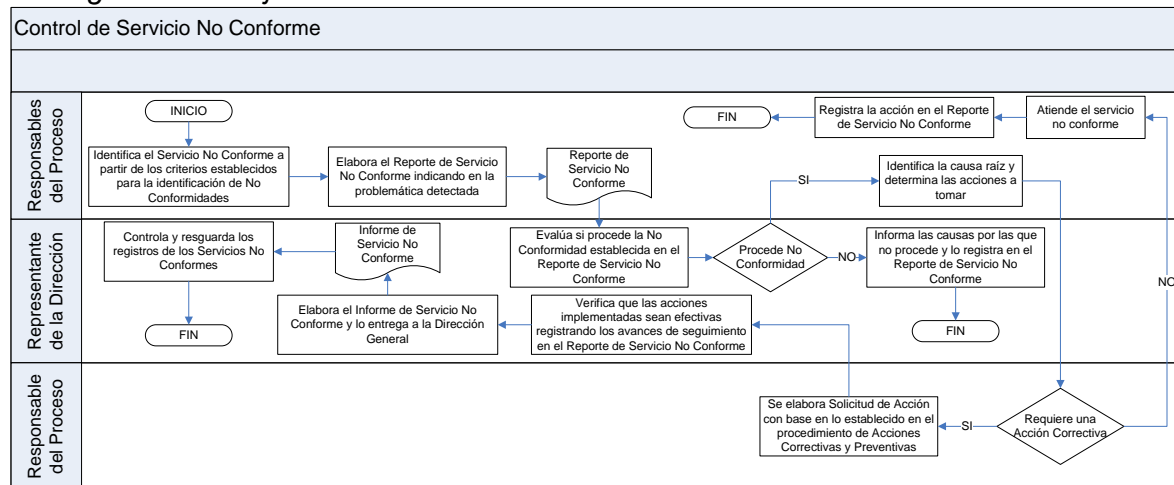 Control de Servicio No Conforme
Responsables
del Proceso
INICIO
Identifica el Servicio No Conforme a
partir de los criterios establecidos
para la identificación de No
Conformidades
Elabora el Reporte de Servicio
No Conforme indicando en la
problemática detectada
Reporte de
Servicio No
Conforme
FIN
Registra la acción en el Reporte
de Servicio No Conforme
Atiende el servicio
no conforme
SI
Identifica la causa raíz y
determina las acciones a
tomar
Representante
de la Dirección
Controla y resguarda los
registros de los Servicios No
Conformes
Informe de
Servicio No
Conforme
Evalúa si procede la No
Conformidad establecida en el
Reporte de Servicio No
Conforme
Procede No
Conformidad
NO
Informa las causas por las que
no procede y lo registra en el
Reporte de Servicio No
Conforme
NO
FIN
Elabora el Informe de Servicio No
Conforme y lo entrega a la Dirección
General
Verifica que las acciones
implementadas sean efectivas
registrando los avances de seguimiento
en el Reporte de Servicio No Conforme
FIN
Responsable
del Proceso
Se elabora Solicitud de Acción
con base en lo establecido en el
procedimiento de Acciones
Correctivas y Preventivas
SI
Requiere una
Acción Correctiva